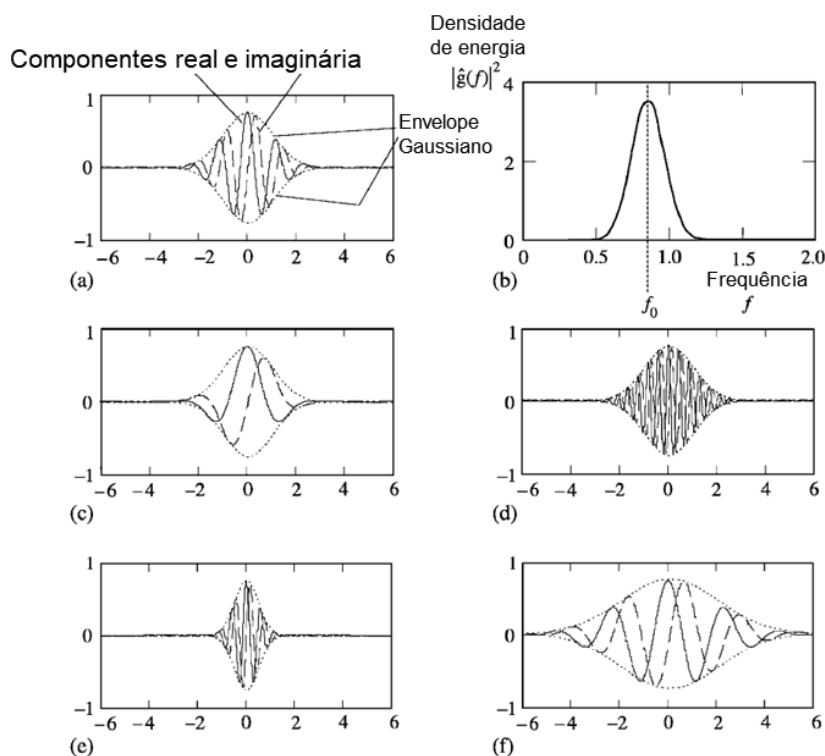 Componentes real e imaginária
Densidade
de energia
|ĝ(f)|²
1
0
−1
−6 −4 −2 0 2 4 6
(a)
Envelope
Gaussiano
4
2
0
0 0.5 1.0 1.5 2.0
(b)
Frequência
f₀ f
1
0
−1
−6 −4 −2 0 2 4 6
(c)
1
0
−1
−6 −4 −2 0 2 4 6
(d)
1
0
−1
−6 −4 −2 0 2 4 6
(e)
1
0
−1
−6 −4 −2 0 2 4 6
(f)